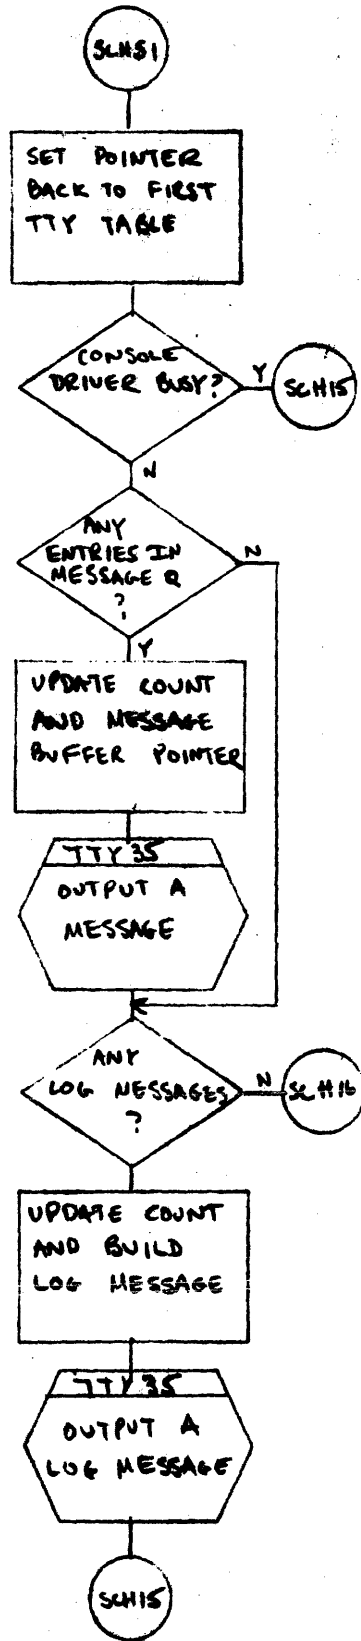 SCH51
SET POINTER
BACK TO FIRST
TTY TABLE
CONSOLE
DRIVER BUSY?
Y
SCH15
N
ANY
ENTRIES IN
MESSAGE Q
?
N
Y
UPDATE COUNT
AND MESSAGE
BUFFER POINTER
TTY35
OUTPUT A
MESSAGE
ANY
LOG MESSAGES
?
N
SCH16
UPDATE COUNT
AND BUILD
LOG MESSAGE
TTY35
OUTPUT A
LOG MESSAGE
SCH15